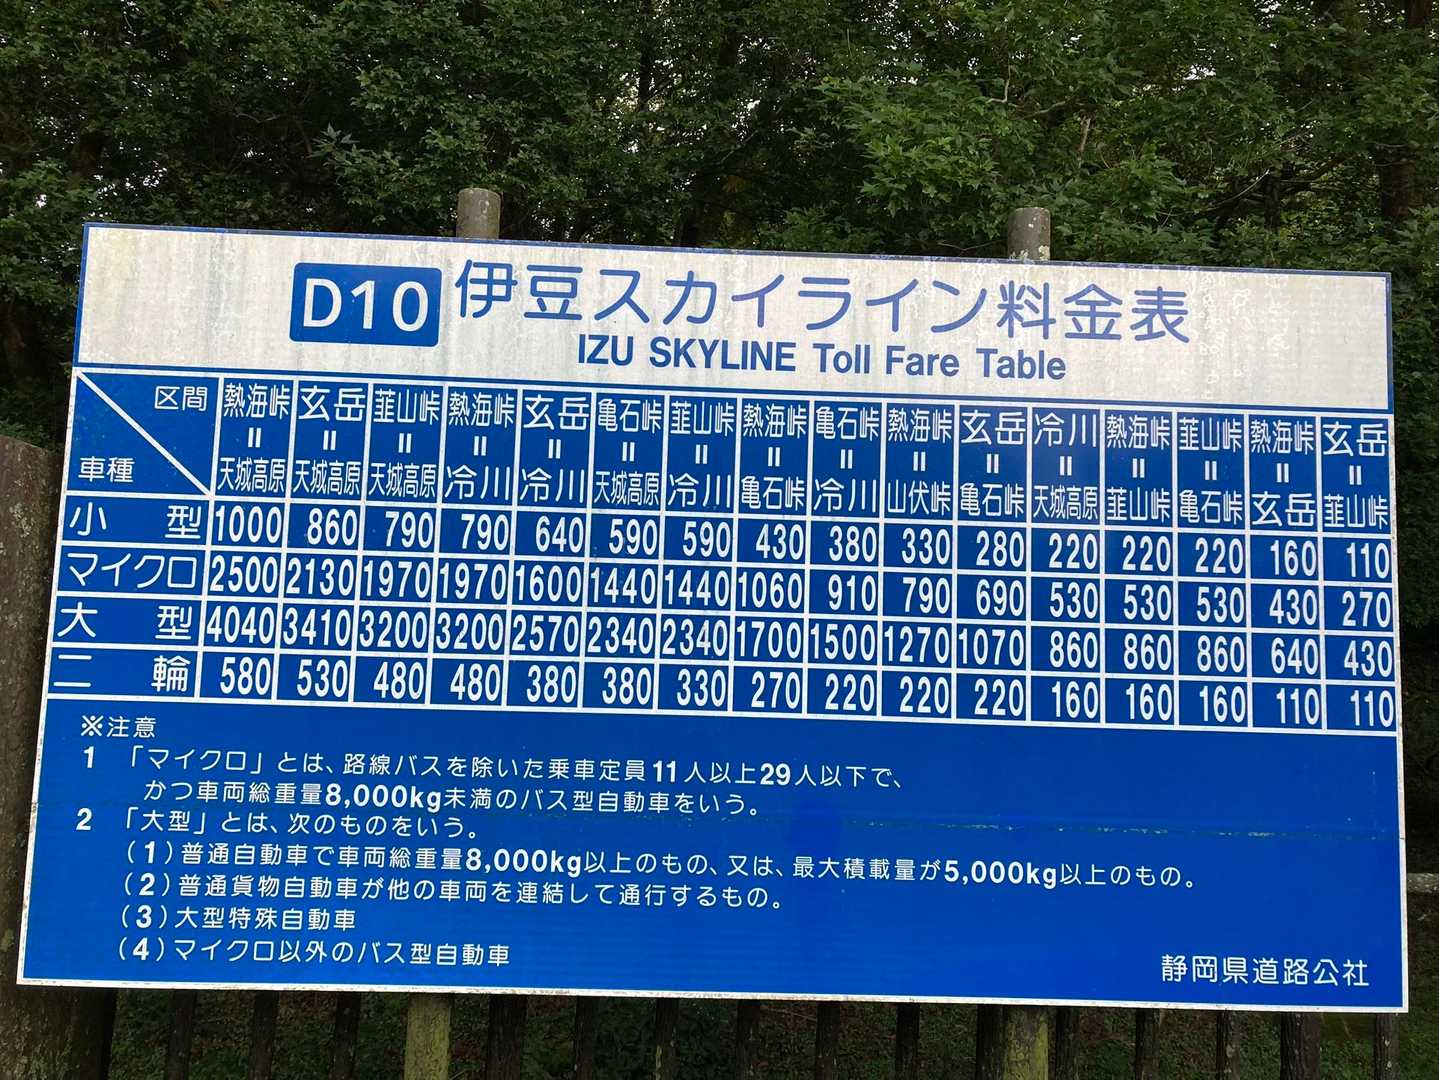 D10 伊豆スカイライン料金表
IZU SKYLINE Toll Fare Table
区間 熱海峠 玄岳 韮山峠 熱海峠 玄岳 亀石峠 韮山峠 熱海峠 亀石峠 熱海峠 玄岳 冷川 熱海峠 韮山峠 熱海峠 玄岳
〃 〃 〃 〃 〃 〃 〃 〃 〃 〃 〃 〃 〃 〃 〃 〃
車種 天城高原 天城高原 天城高原 冷川 冷川 天城高原 冷川 亀石峠 冷川 山伏峠 亀石峠 天城高原 韮山峠 亀石峠 玄岳 韮山峠
小型 1000 860 790 790 640 590 590 430 380 330 280 220 220 220 160 110
マイクロ 2500 2130 1970 1970 1600 1440 1440 1060 910 790 690 530 530 530 430 270
大型 4040 3410 3200 3200 2570 2340 2340 1700 1500 1270 1070 860 860 860 640 430
二輪 580 530 480 480 380 380 330 270 220 220 220 160 160 160 110 110
※注意
1 「マイクロ」とは、路線バスを除いた乗車定員11人以上29人以下で、
かつ車両総重量8,000kg未満のバス型自動車をいう。
2 「大型」とは、次のものをいう。
(1)普通自動車で車両総重量8,000kg以上のもの、又は、最大積載量が5,000kg以上のもの。
(2)普通貨物自動車が他の車両を連結して通行するもの。
(3)大型特殊自動車
(4)マイクロ以外のバス型自動車
静岡県道路公社